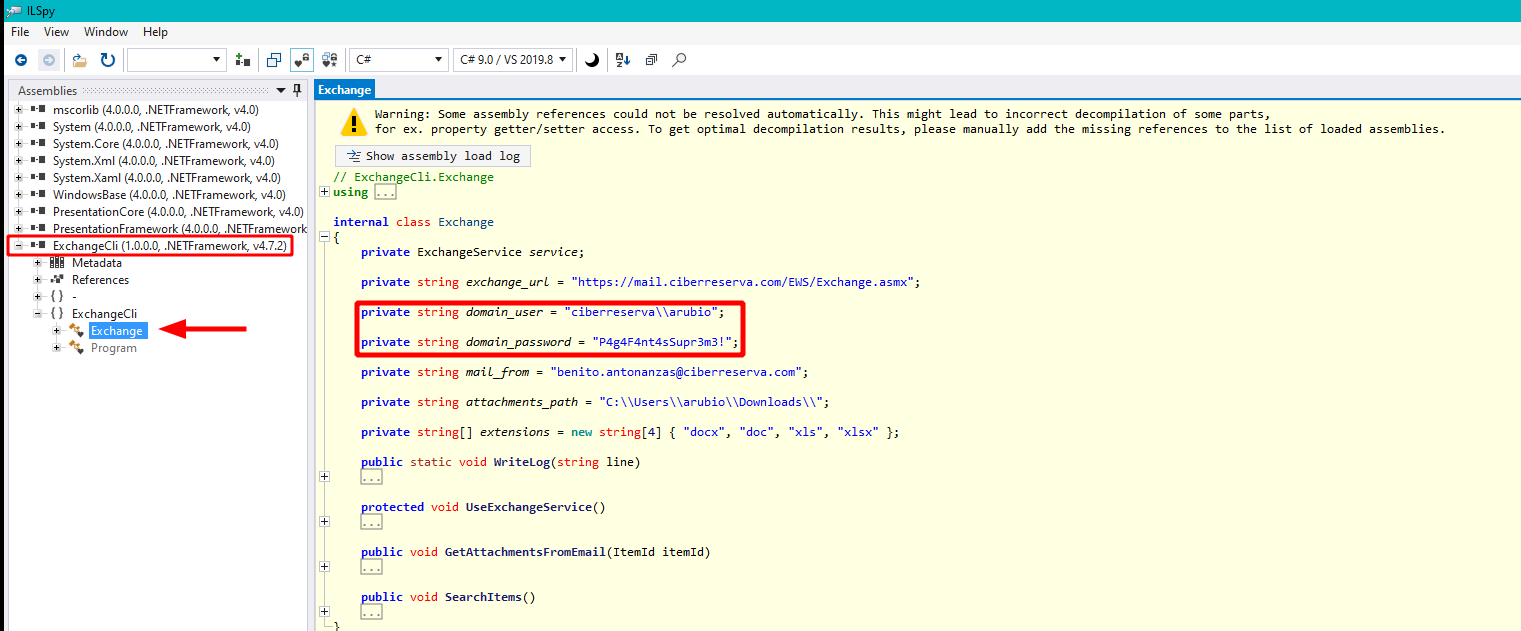 ILSpy
File View Window Help
C# C# 9.0 / VS 2019.8
Assemblies
mscorlib (4.0.0.0, .NETFramework, v4.0)
System (4.0.0.0, .NETFramework, v4.0)
System.Core (4.0.0.0, .NETFramework, v4.0)
System.Xml (4.0.0.0, .NETFramework, v4.0)
System.Xaml (4.0.0.0, .NETFramework, v4.0)
WindowsBase (4.0.0.0, .NETFramework, v4.0)
PresentationCore (4.0.0.0, .NETFramework, v4.0)
PresentationFramework (4.0.0.0, .NETFramework
ExchangeCli (1.0.0.0, .NETFramework, v4.7.2)
Metadata
References
{ } -
{ } ExchangeCli
Exchange
Program
Exchange
Warning: Some assembly references could not be resolved automatically. This might lead to incorrect decompilation of some parts,
for ex. property getter/setter access. To get optimal decompilation results, please manually add the missing references to the list of loaded assemblies.
Show assembly load log
// ExchangeCli.Exchange
using ...
internal class Exchange
{
private ExchangeService service;
private string exchange_url = "https://mail.ciberreserva.com/EWS/Exchange.asmx";
private string domain_user = "ciberreserva\\arubio";
private string domain_password = "P4g4F4nt4sSupr3m3!";
private string mail_from = "benito.antonanzas@ciberreserva.com";
private string attachments_path = "C:\\Users\\arubio\\Downloads\\";
private string[] extensions = new string[4] { "docx", "doc", "xls", "xlsx" };
public static void WriteLog(string line)
...
protected void UseExchangeService()
...
public void GetAttachmentsFromEmail(ItemId itemId)
...
public void SearchItems()
...
}